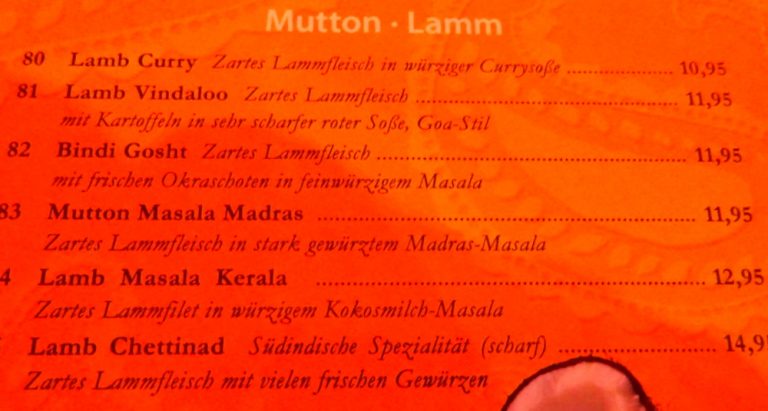 Mutton · Lamm
80 Lamb Curry Zartes Lammfleisch in würziger Currysoße ................... 10,95
81 Lamb Vindaloo Zartes Lammfleisch ............................................... 11,95
mit Kartoffeln in sehr scharfer roter Soße, Goa-Stil
82 Bindi Gosht Zartes Lammfleisch ....................................................... 11,95
mit frischen Okraschoten in feinwürzigem Masala
83 Mutton Masala Madras .................................................................. 11,95
Zartes Lammfleisch in stark gewürztem Madras-Masala
4 Lamb Masala Kerala .................................................................... 12,95
Zartes Lammfilet in würzigem Kokosmilch-Masala
Lamb Chettinad Südindische Spezialität (scharf) ........................... 14,9
Zartes Lammfleisch mit vielen frischen Gewürzen